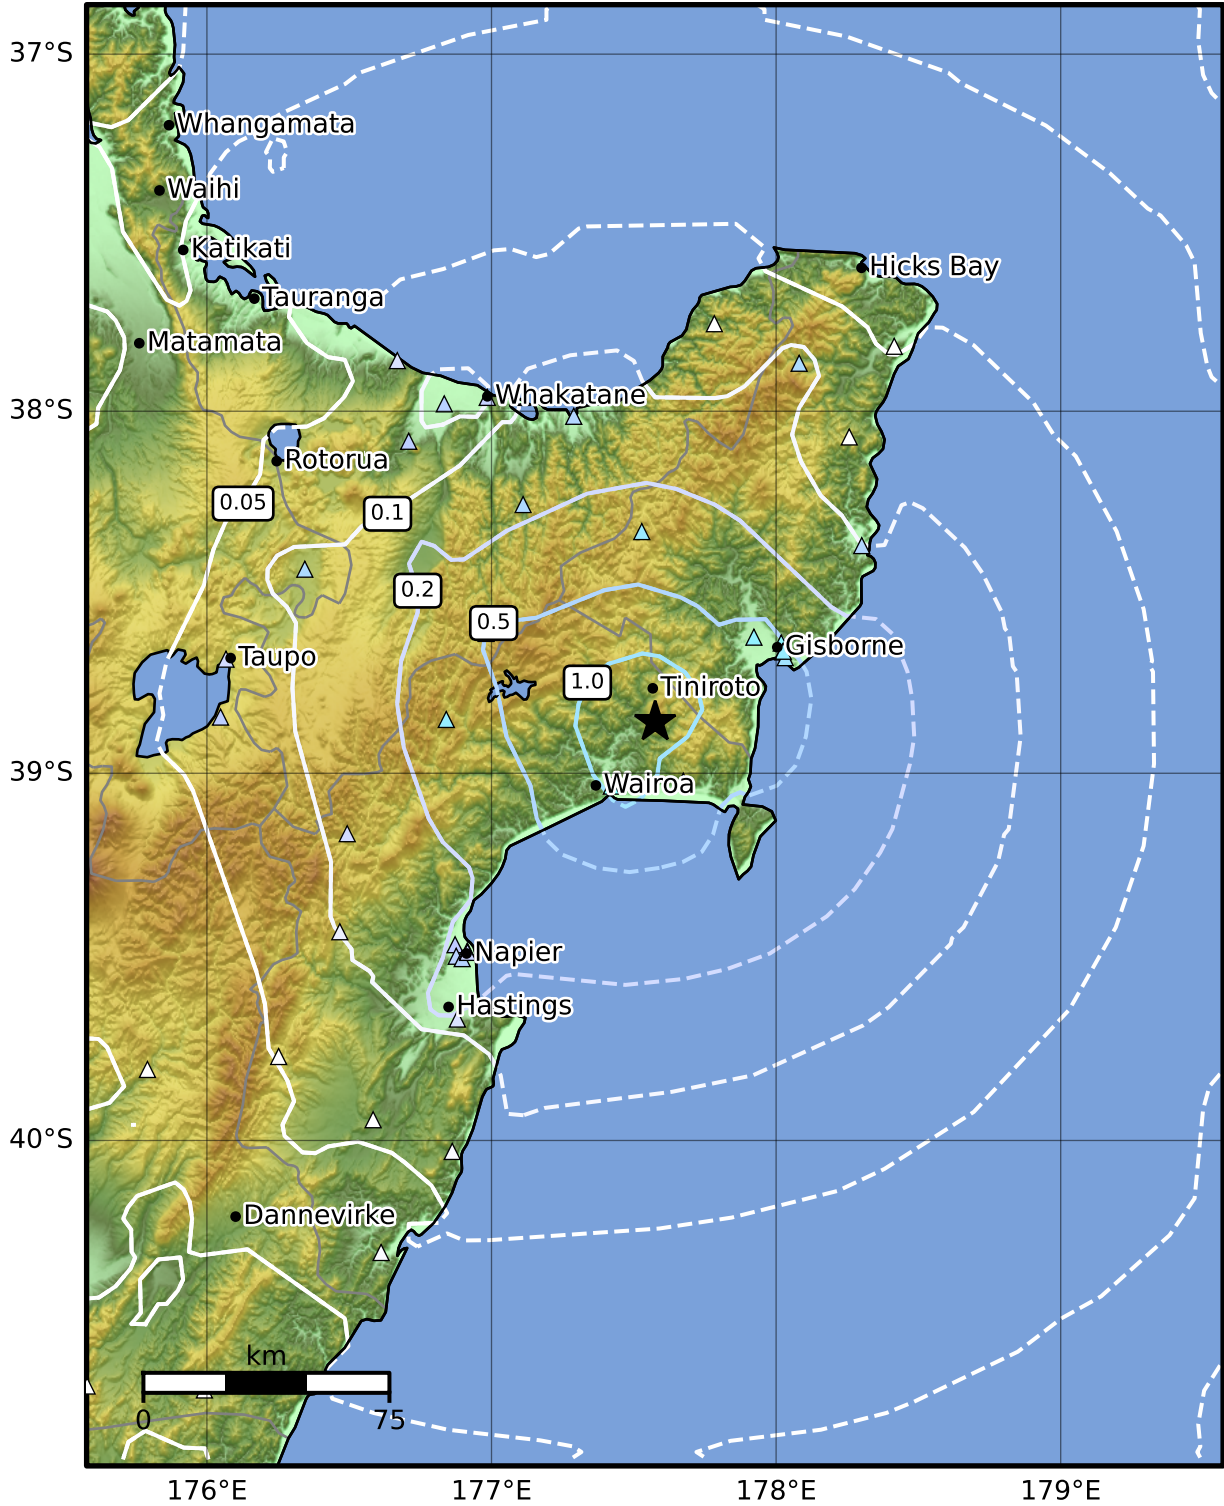 37°S
Whangamata
Waihi
Katikati
Hicks Bay
Tauranga
Matamata
Whakatane
38°S
Rotorua
0.05
0.1
0.2
0.5
Gisborne
Taupo
1.0
Tiniroto
39°S
Wairoa
Napier
Hastings
40°S
Dannevirke
km
0
75
176°E
177°E
178°E
179°E